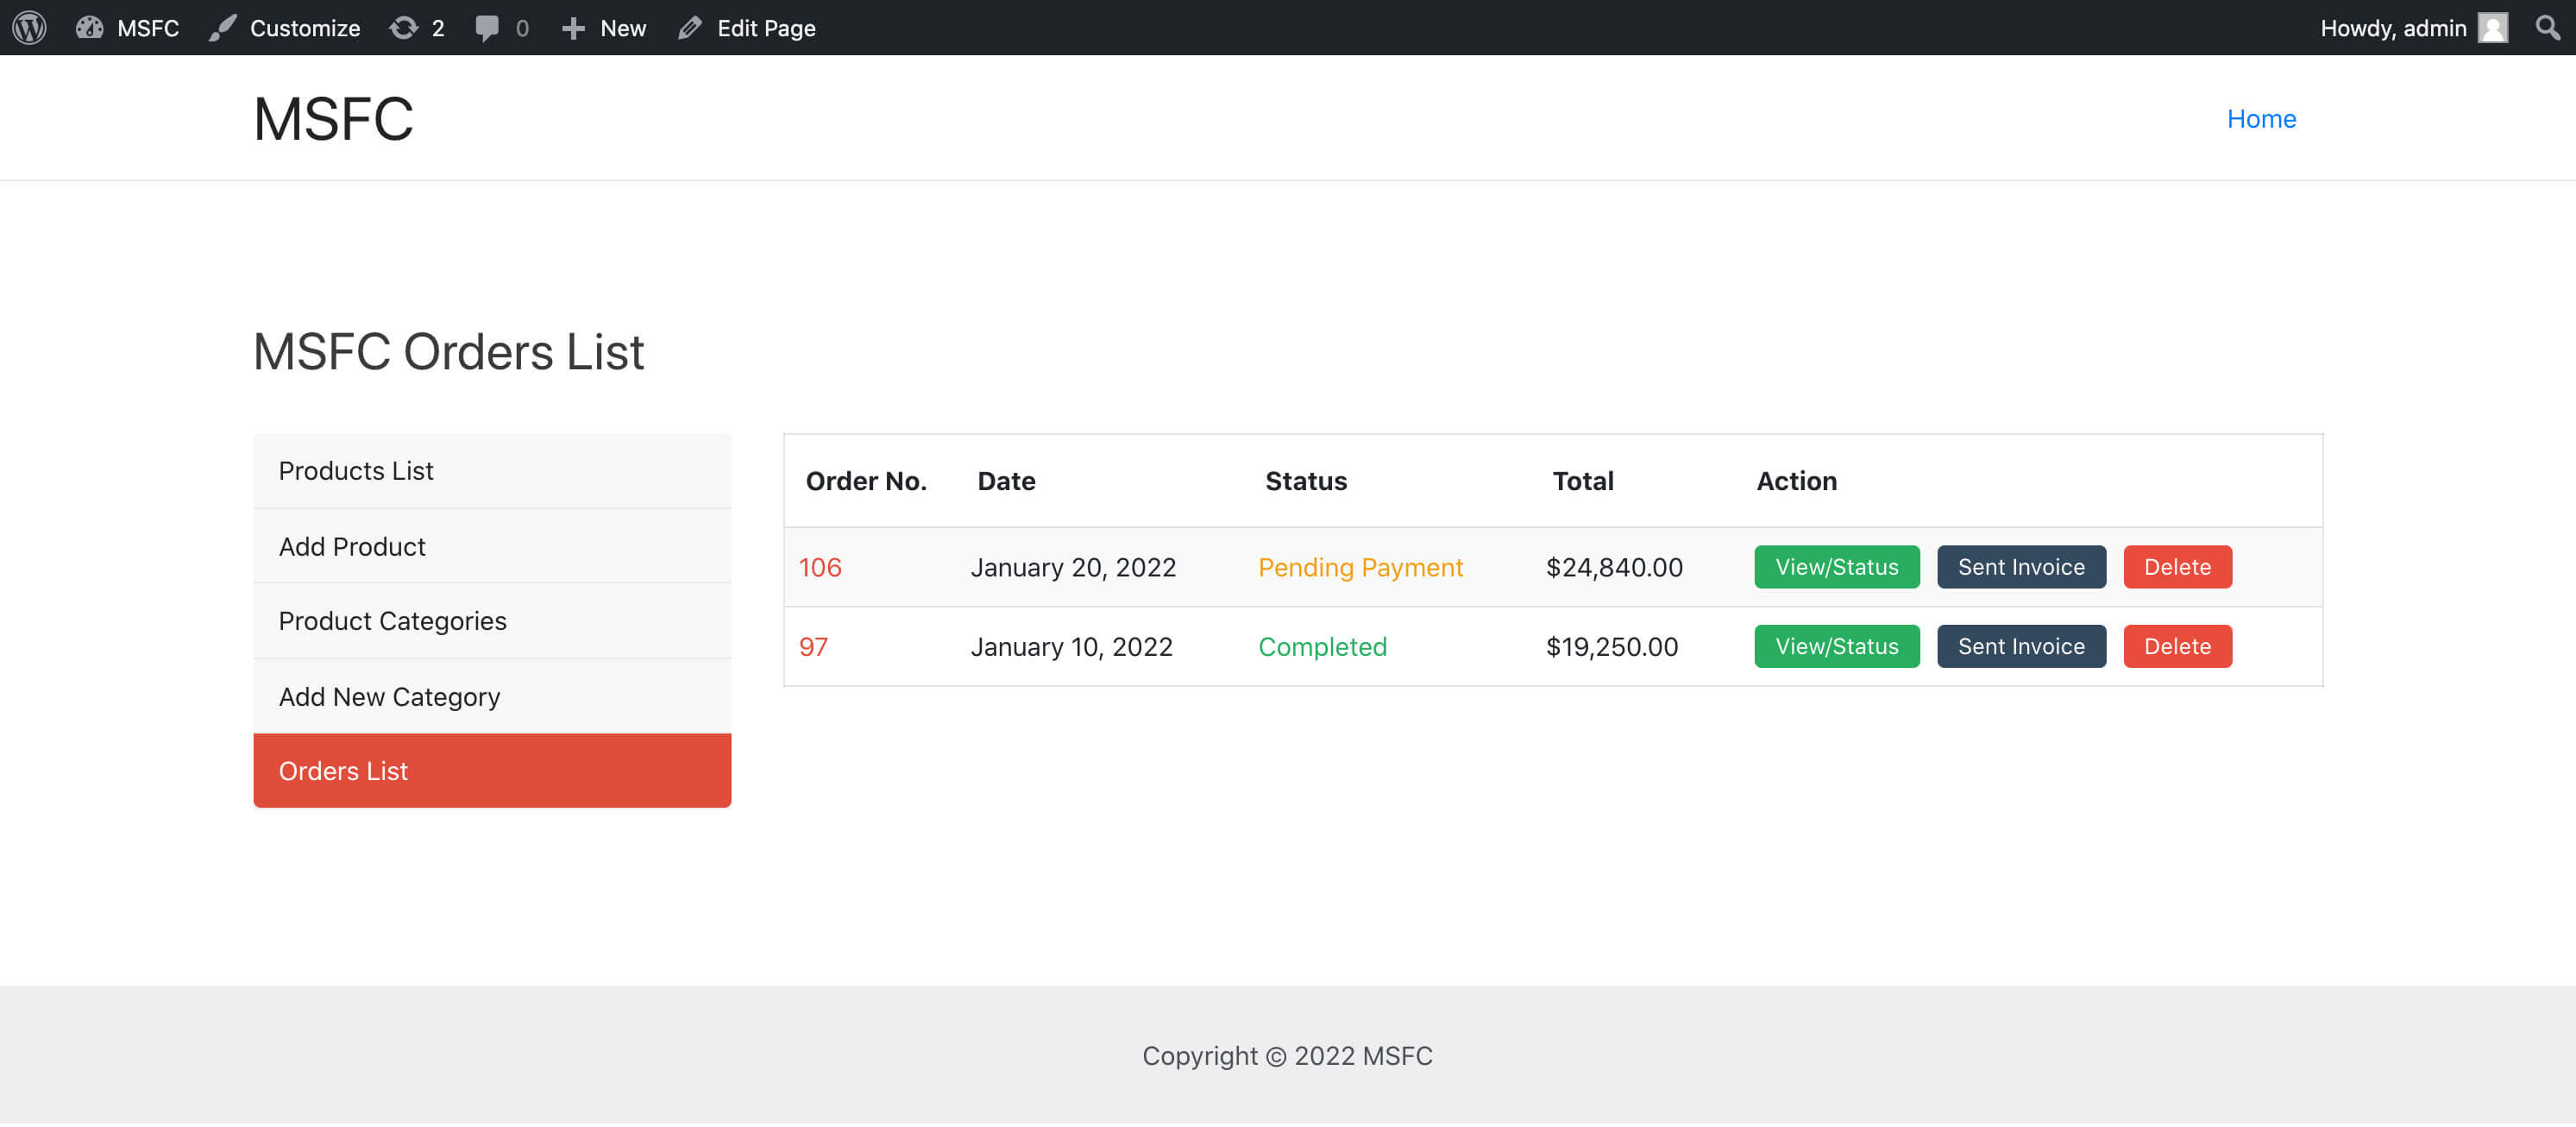 MSFC Customize 2 0 New Edit Page Howdy, admin
MSFC Home
MSFC Orders List
Products List
Add Product
Product Categories
Add New Category
Orders List
Order No. Date Status Total Action
106 January 20, 2022 Pending Payment $24,840.00 View/Status Sent Invoice Delete
97 January 10, 2022 Completed $19,250.00 View/Status Sent Invoice Delete
Copyright © 2022 MSFC